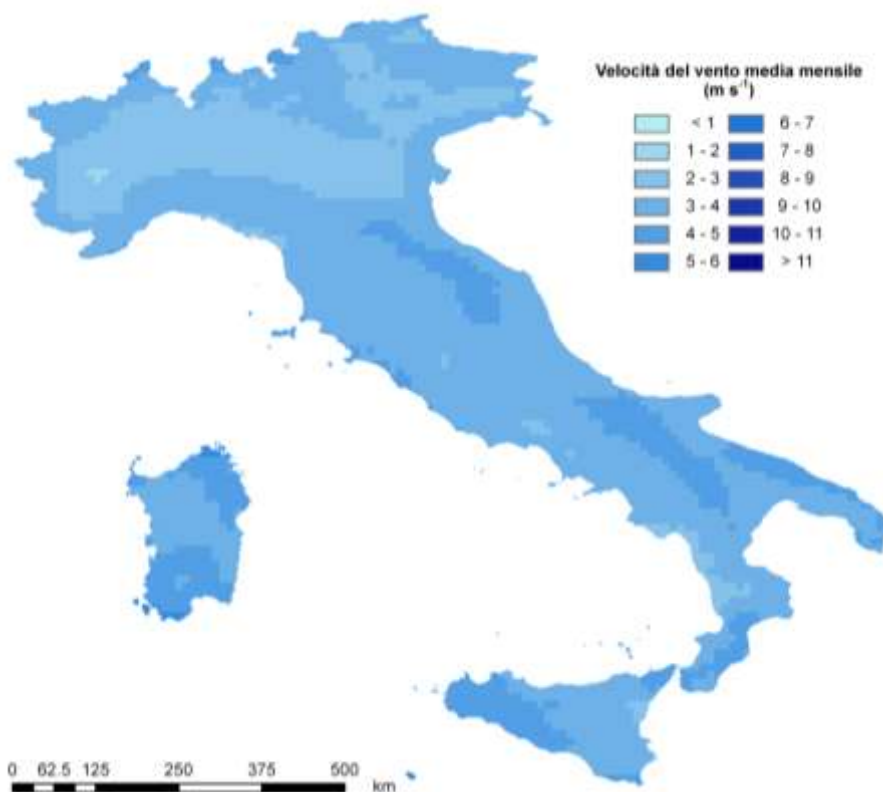 Velocità del vento media mensile
(m s-1)
< 1 6 - 7
1 - 2 7 - 8
2 - 3 8 - 9
3 - 4 9 - 10
4 - 5 10 - 11
5 - 6 > 11
0 62.5 125 250 375 500
km